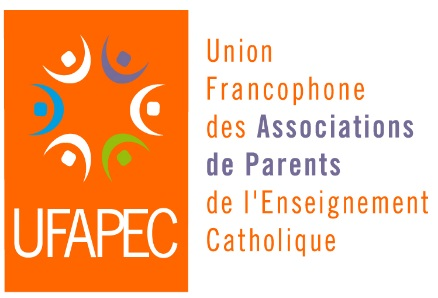 UFAPEC
Union
Francophone
des Associations
de Parents
de l'Enseignement
Catholique